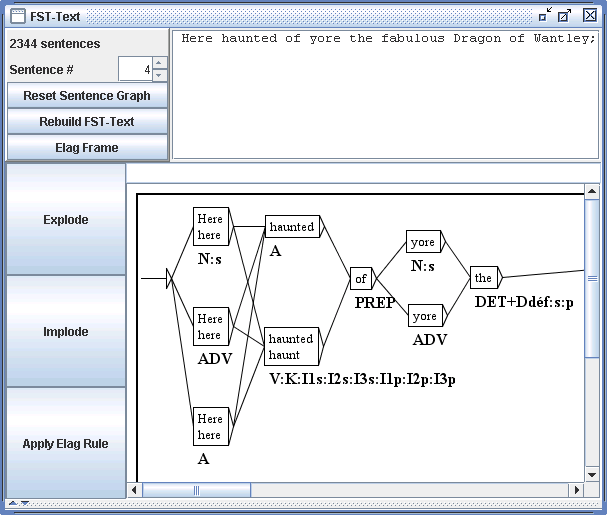 FST-Text
2344 sentences
Sentence # 4
Reset Sentence Graph
Rebuild FST-Text
Elag Frame
Here haunted of yore the fabulous Dragon of Wantley;
Explode
Implode
Apply Elag Rule
Here
here
N:s
Here
here
ADV
Here
here
A
haunted
A
haunted
haunt
V:K:I1s:I2s:I3s:I1p:I2p:I3p
of
PREP
yore
N:s
yore
ADV
the
DET+Ddéf:s:p